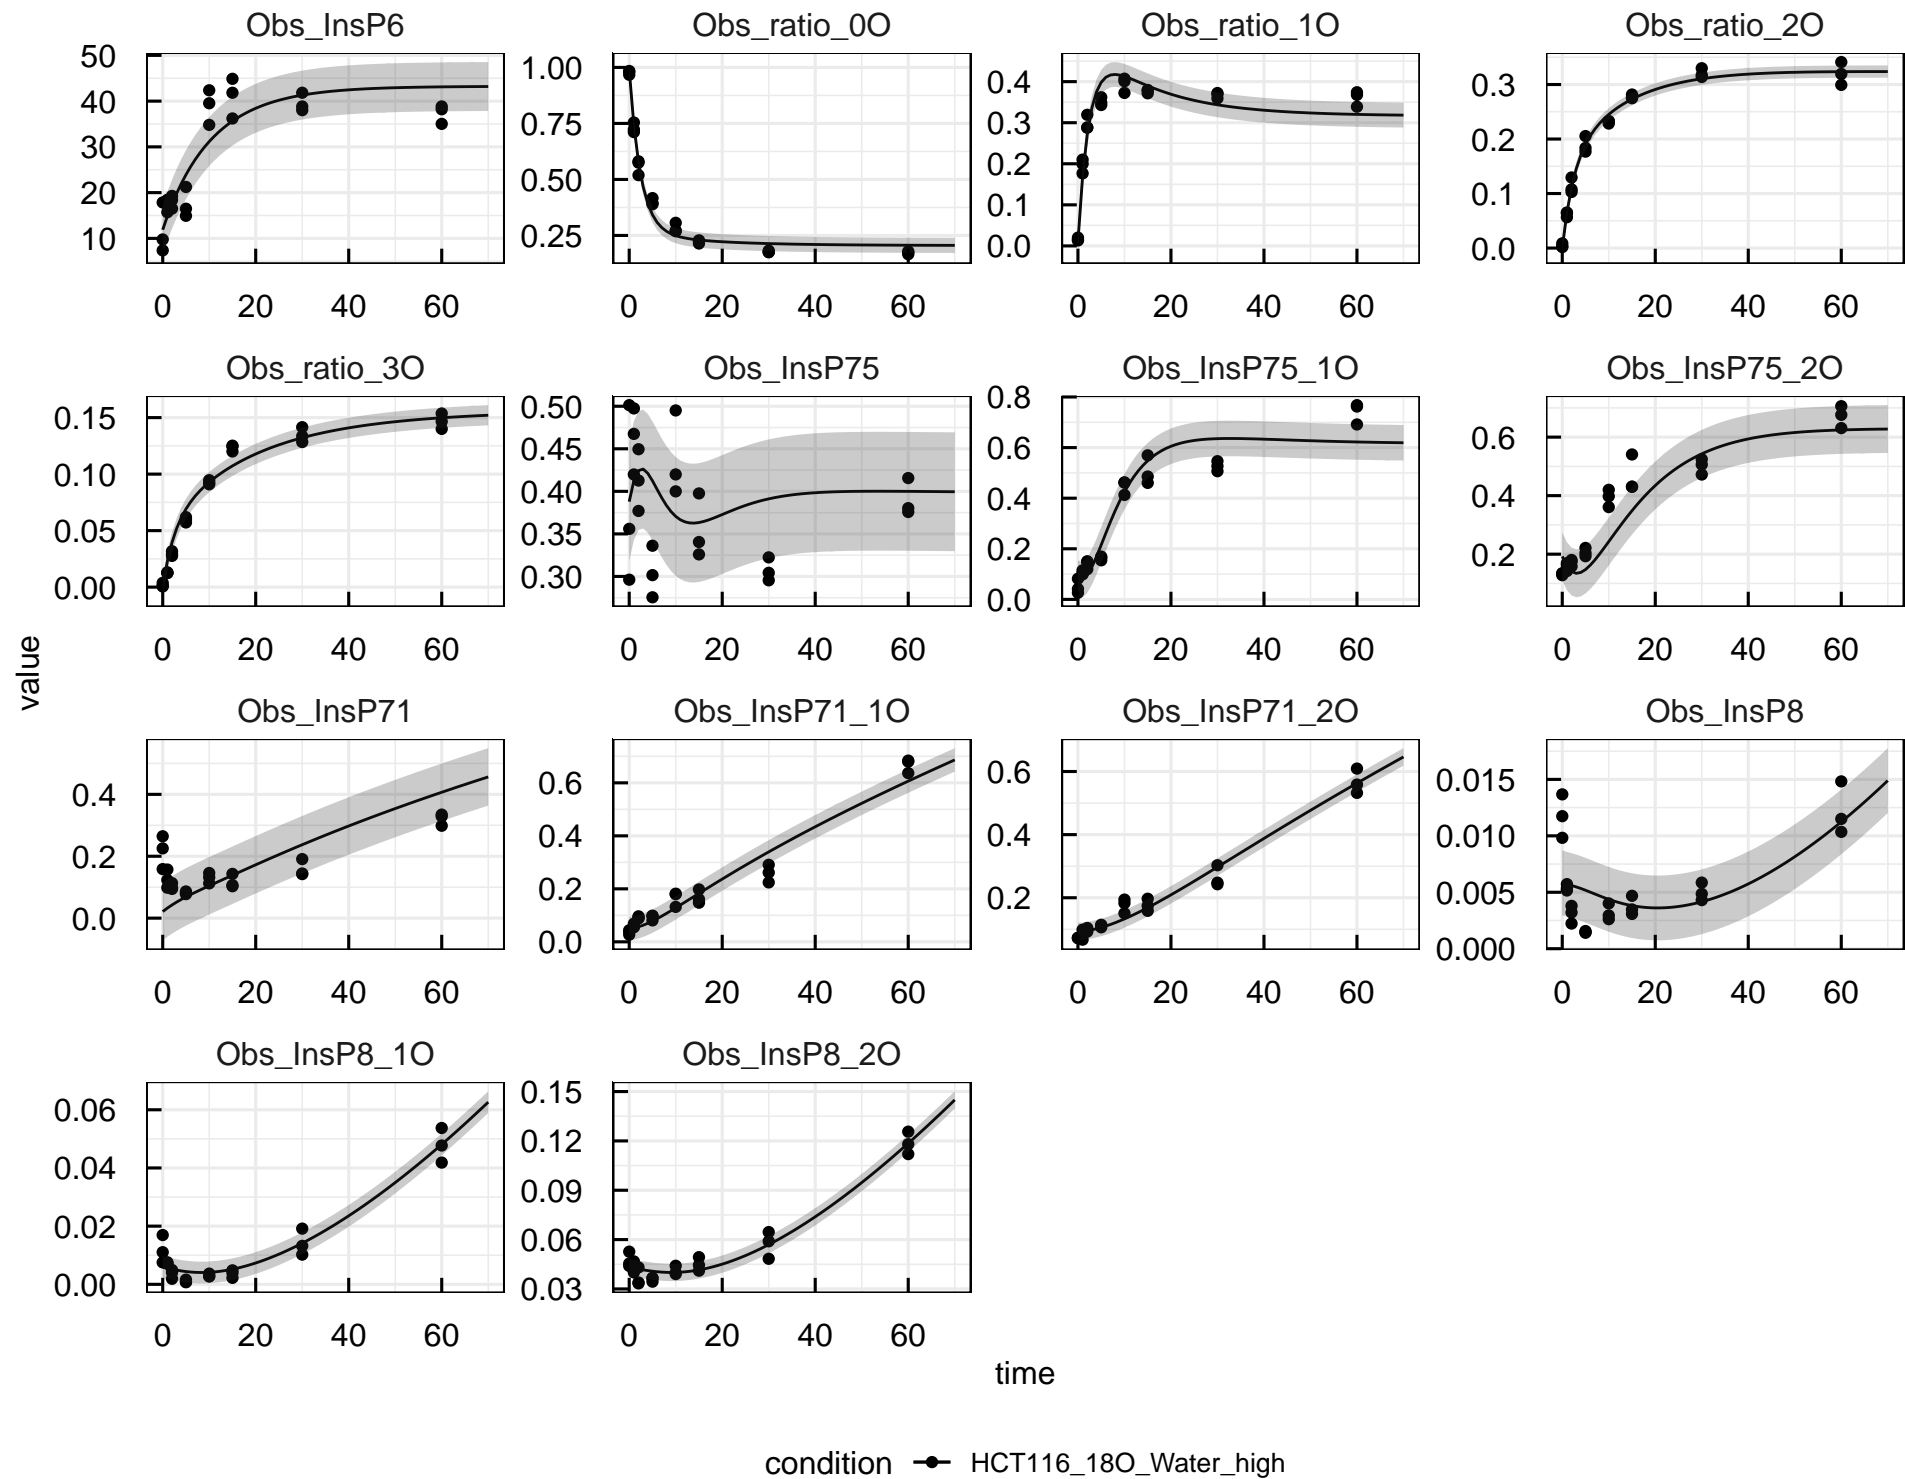 Obs_InsP6 Obs_ratio_0O Obs_ratio_1O Obs_ratio_2O
50 40 30 20 10
1.00 0.75 0.50 0.25
0.4 0.3 0.2 0.1 0.0
0.3 0.2 0.1 0.0
0 20 40 60 0 20 40 60 0 20 40 60 0 20 40 60
Obs_ratio_3O Obs_InsP75 Obs_InsP75_1O Obs_InsP75_2O
0.15 0.10 0.05 0.00
0.50 0.45 0.40 0.35 0.30
0.8 0.6 0.4 0.2 0.0
0.6 0.4 0.2
0 20 40 60 0 20 40 60 0 20 40 60 0 20 40 60
value
Obs_InsP71 Obs_InsP71_1O Obs_InsP71_2O Obs_InsP8
0.4 0.2 0.0
0.6 0.4 0.2 0.0
0.6 0.4 0.2
0.015 0.010 0.005 0.000
0 20 40 60 0 20 40 60 0 20 40 60 0 20 40 60
Obs_InsP8_1O Obs_InsP8_2O
0.06 0.04 0.02 0.00
0.15 0.12 0.09 0.06 0.03
0 20 40 60 0 20 40 60
time
condition HCT116_18O_Water_high